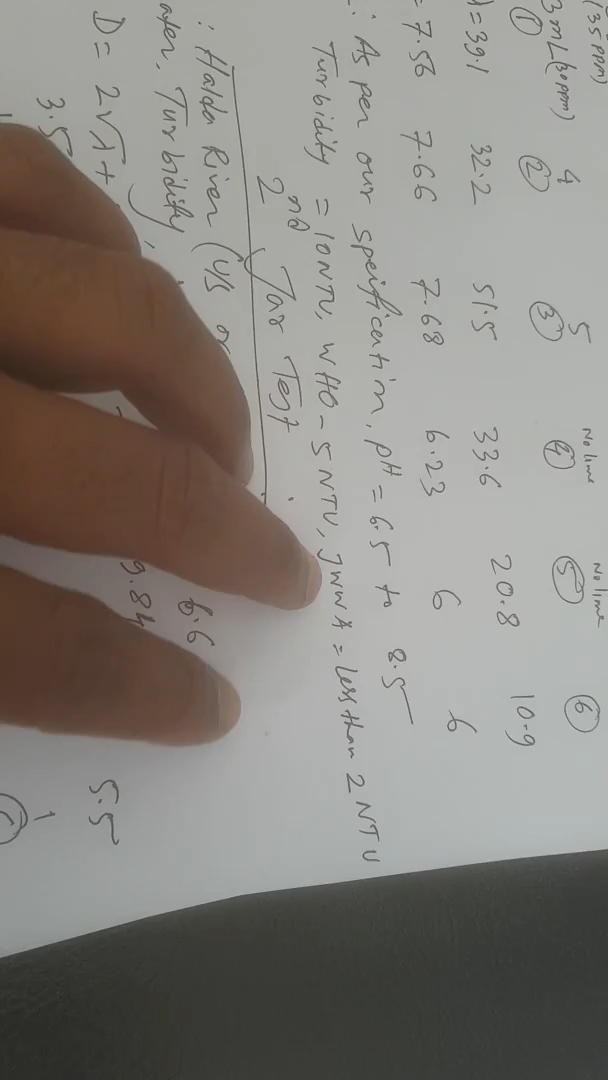 (35 ppm)
3 mL (30 ppm) 4 5 No lime No lime
① ② ③ ④ ⑤ ⑥
= 39.1 32.2 51.5 33.6 20.8 10.9
= 7.56 7.66 7.68 6.23 6 6
: As per our specification, pH = 6.5 to 8.5
Turbidity = 10 NTU, WHO - 5 NTU, JWWA = less than 2 NTU
2nd Jar Test
: Halda River (U/S
Turbidity 6.6
D = 2√λ + 9.84 5.5
3.5 1